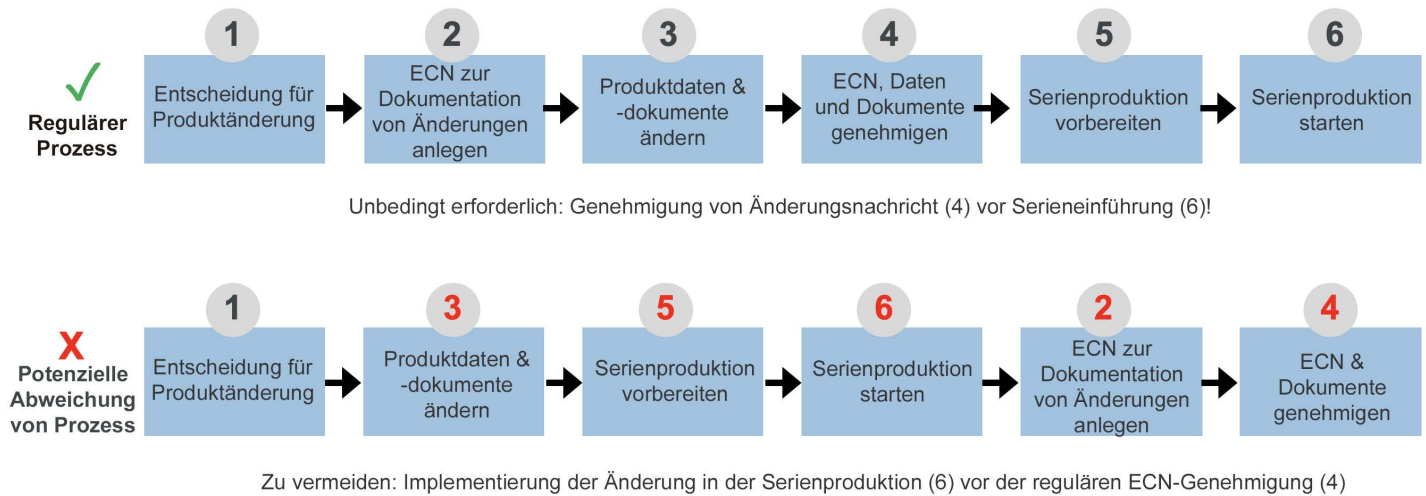 1
2
3
4
5
6
Regulärer
Prozess
Entscheidung für
Produktänderung
ECN zur
Dokumentation
von Änderungen
anlegen
Produktdaten &
-dokumente
ändern
ECN, Daten
und Dokumente
genehmigen
Serienproduktion
vorbereiten
Serienproduktion
starten
Unbedingt erforderlich: Genehmigung von Änderungsnachricht (4) vor Serieneinführung (6)!
1
3
5
6
2
4
X
Potenzielle
Abweichung
von Prozess
Entscheidung für
Produktänderung
Produktdaten &
-dokumente
ändern
Serienproduktion
vorbereiten
Serienproduktion
starten
ECN zur
Dokumentation
von Änderungen
anlegen
ECN &
Dokumente
genehmigen
Zu vermeiden: Implementierung der Änderung in der Serienproduktion (6) vor der regulären ECN-Genehmigung (4)